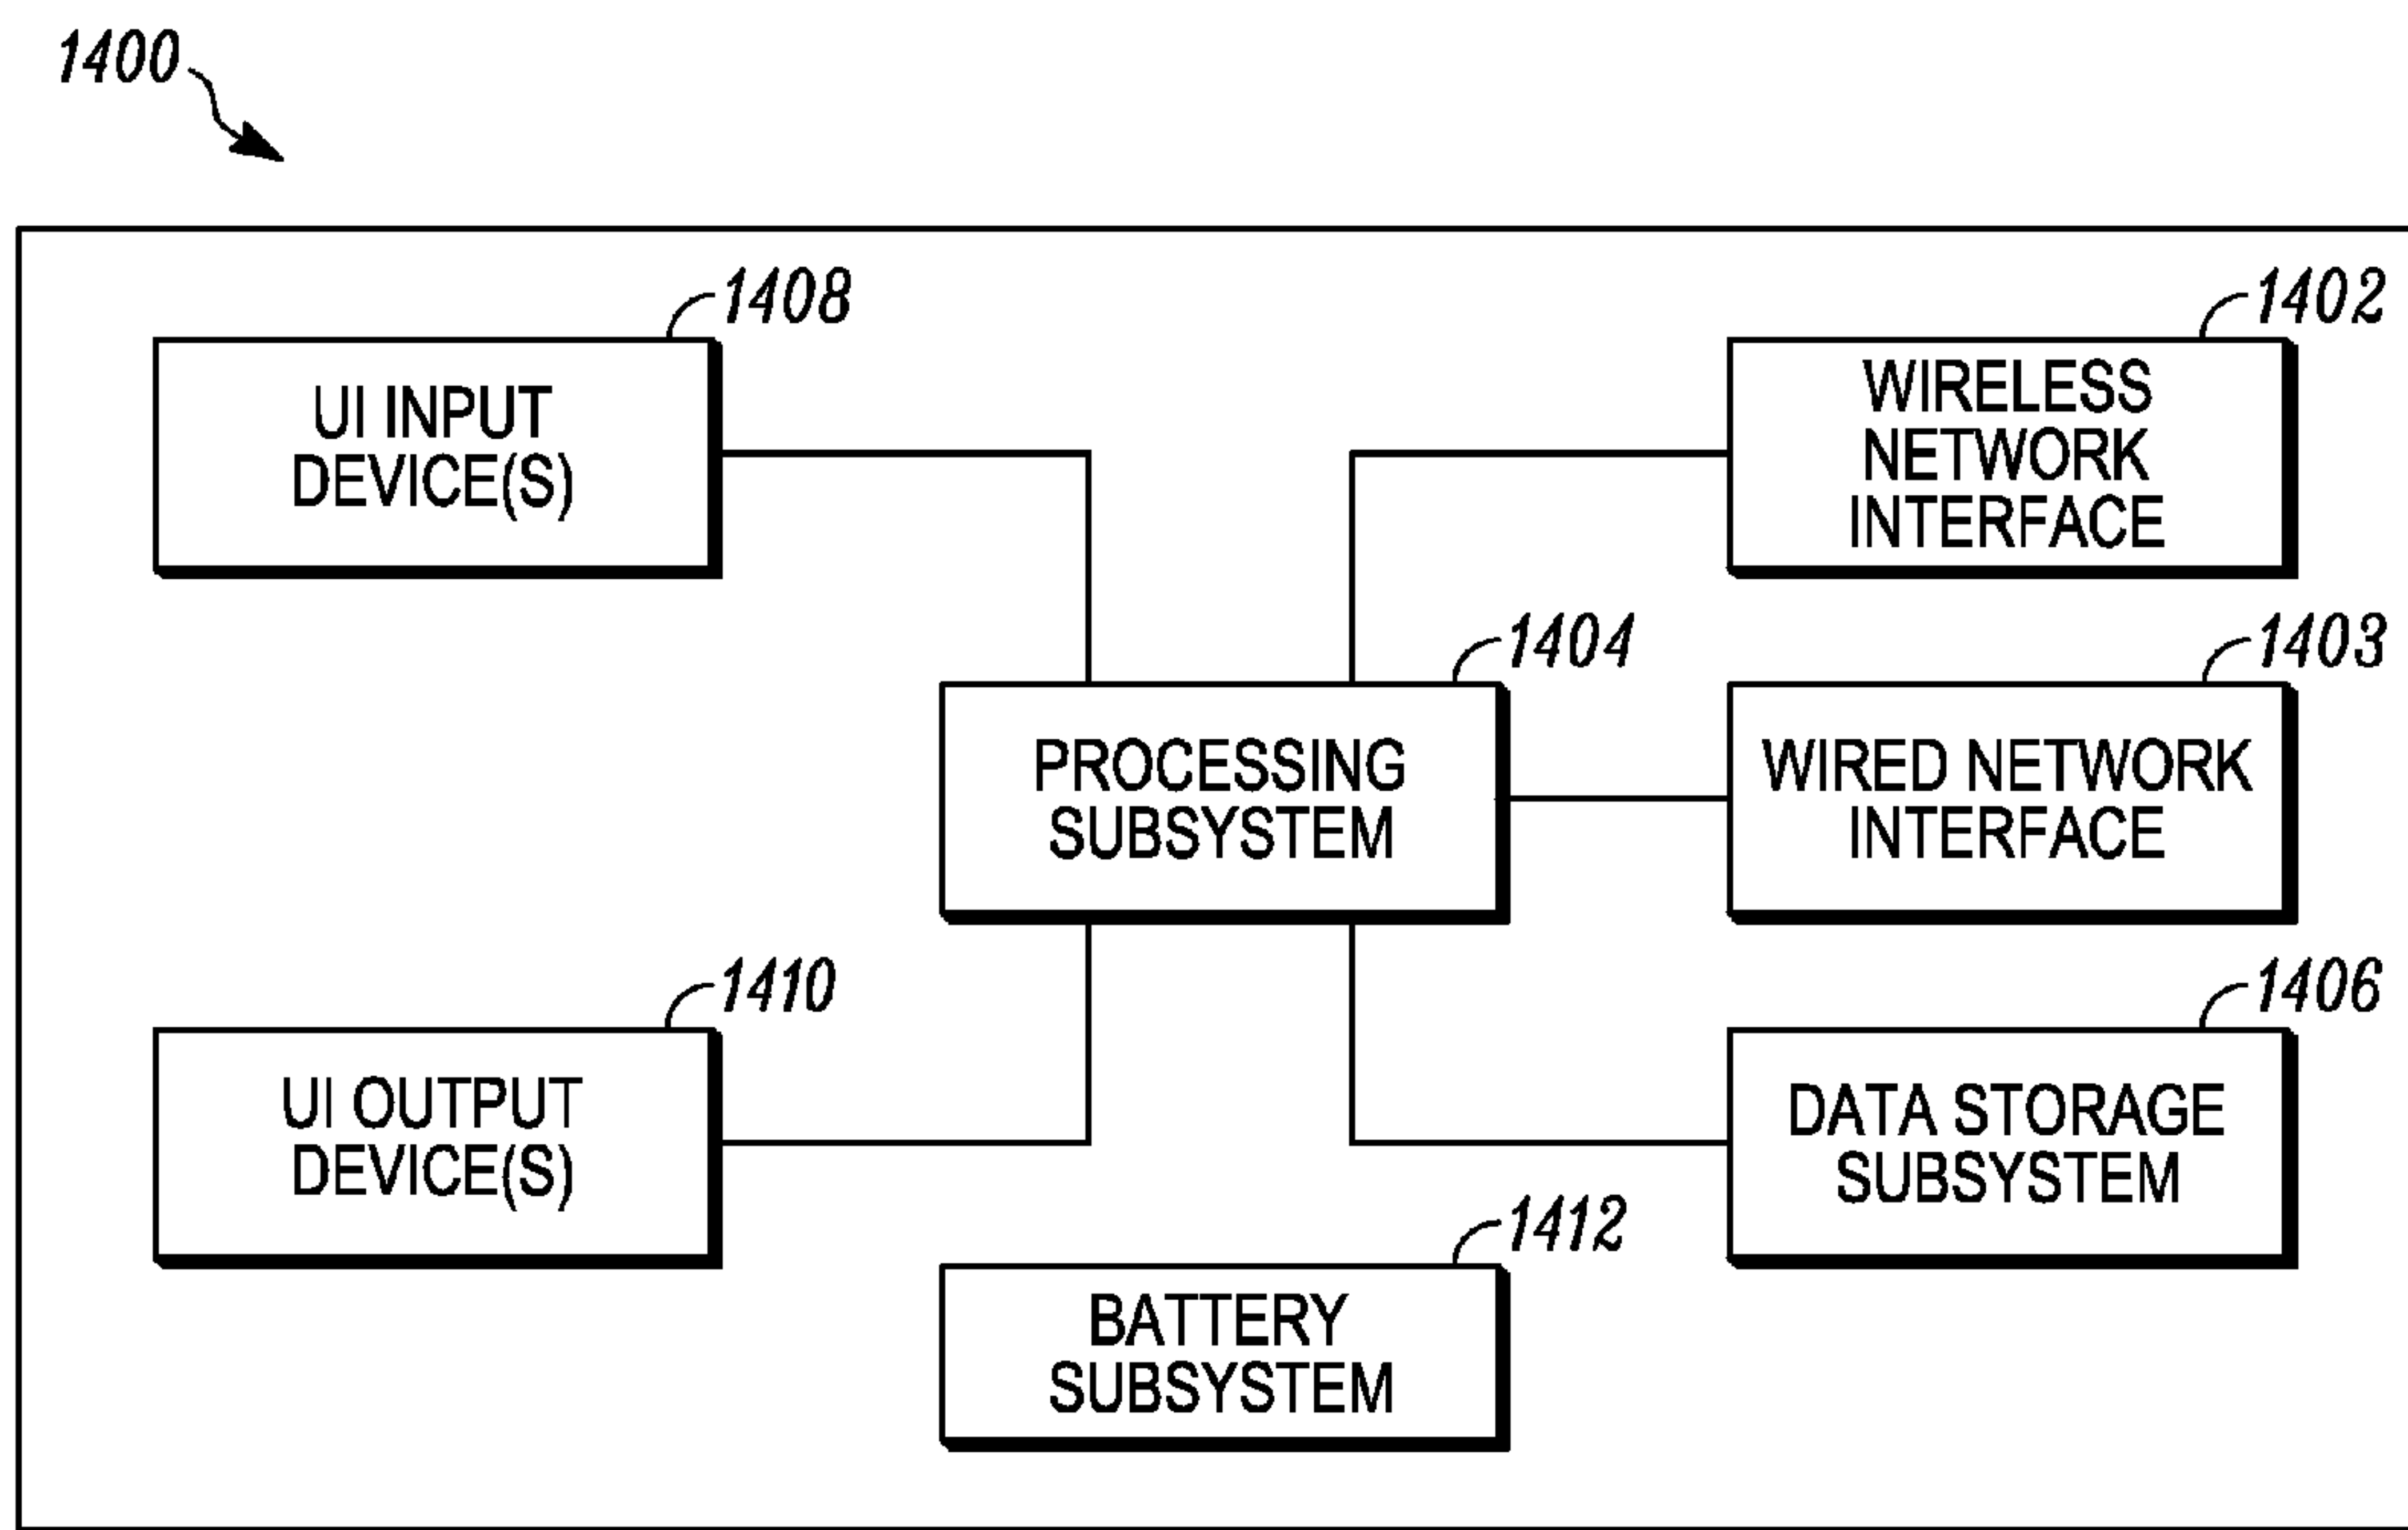 1400
1408
UI INPUT
DEVICE(S)
1402
WIRELESS
NETWORK
INTERFACE
1404
PROCESSING
SUBSYSTEM
1403
WIRED NETWORK
INTERFACE
1410
UI OUTPUT
DEVICE(S)
1406
DATA STORAGE
SUBSYSTEM
1412
BATTERY
SUBSYSTEM